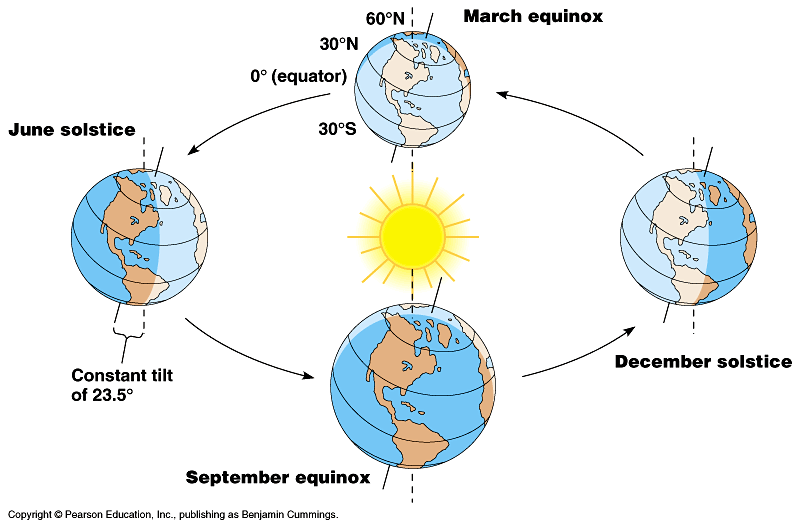 60°N
March equinox
30°N
0° (equator)
June solstice
30°S
December solstice
Constant tilt
of 23.5°
September equinox
Copyright © Pearson Education, Inc., publishing as Benjamin Cummings.